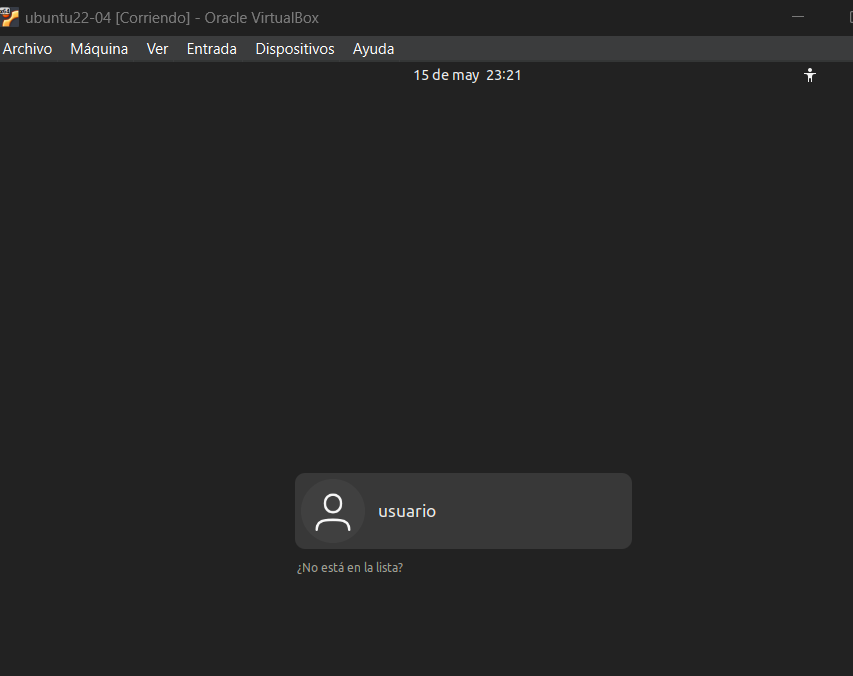 ubuntu22-04 [Corriendo] - Oracle VirtualBox
Archivo Máquina Ver Entrada Dispositivos Ayuda
15 de may 23:21
usuario
¿No está en la lista?